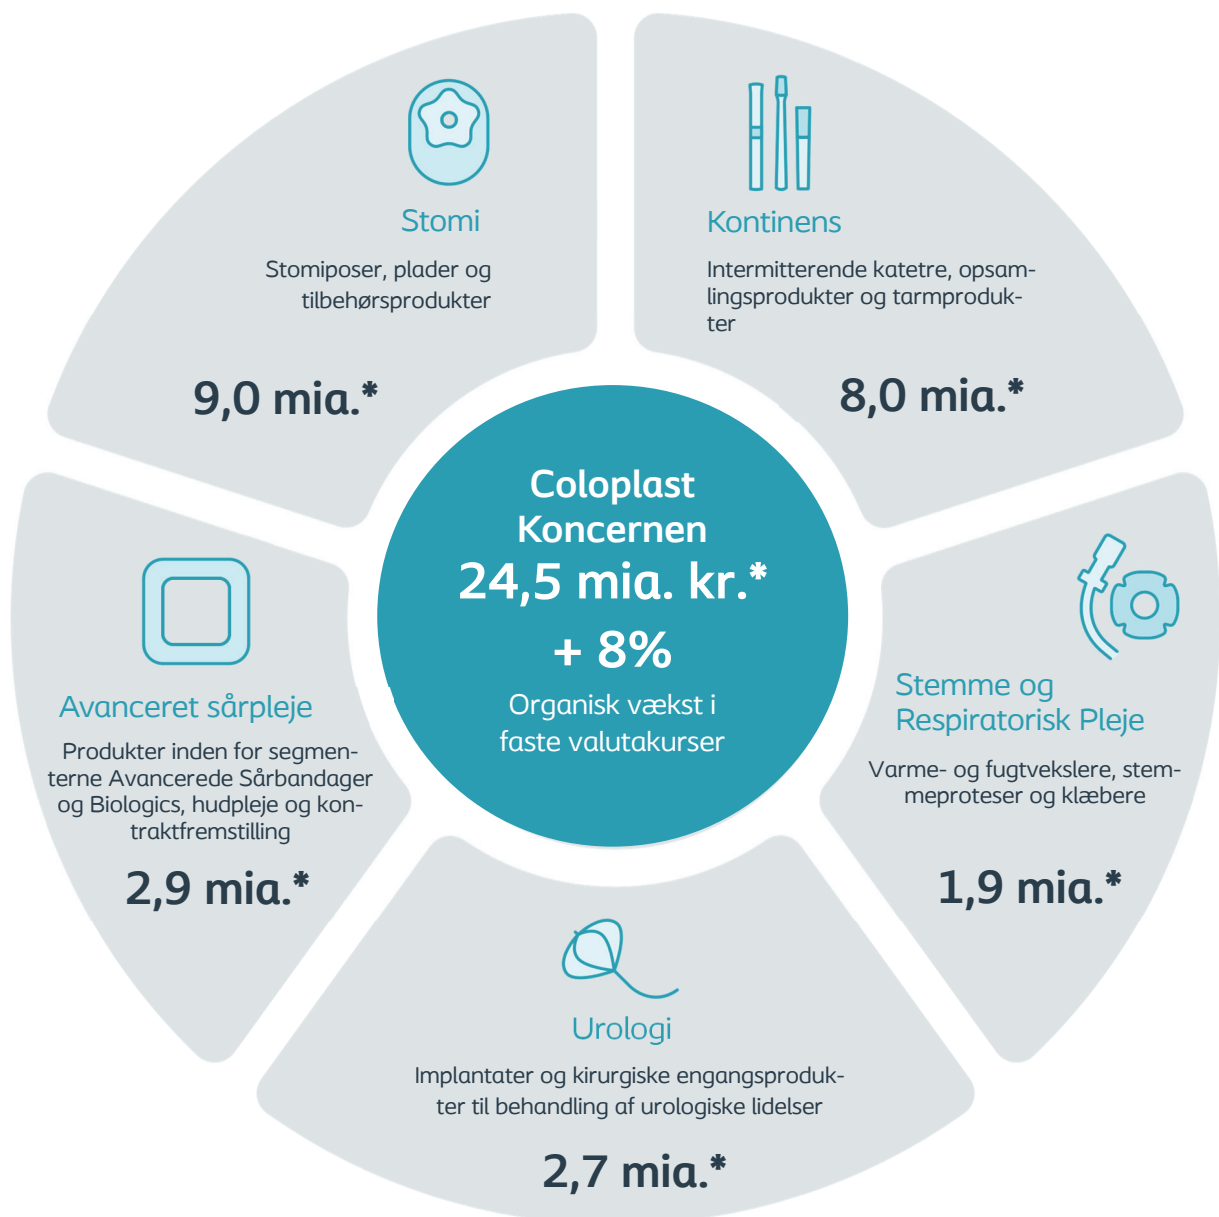 Stomi
Stomiposer, plader og
tilbehørsprodukter
9,0 mia.*
Kontinens
Intermitterende katetre, opsam-
lingsprodukter og tarmproduk-
ter
8,0 mia.*
Coloplast
Koncernen
24,5 mia. kr.*
+ 8%
Organisk vækst i
faste valutakurser
Avanceret sårpleje
Produkter inden for segmen-
terne Avancerede Sårbandager
og Biologics, hudpleje og kon-
traktfremstilling
2,9 mia.*
Stemme og
Respiratorisk Pleje
Varme- og fugtvekslere, stem-
meproteser og klæbere
1,9 mia.*
Urologi
Implantater og kirurgiske engangsproduk-
ter til behandling af urologiske lidelser
2,7 mia.*